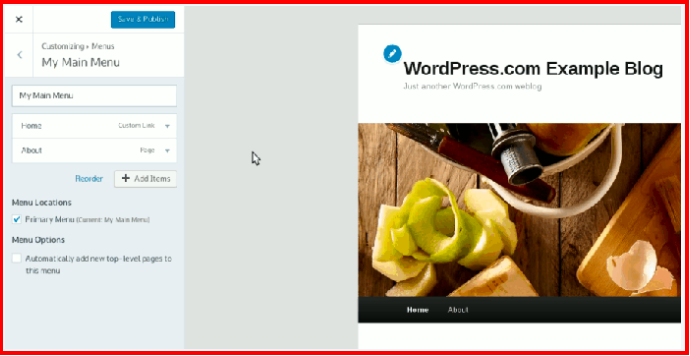 Save & Publish
Customizing • Menus
My Main Menu
My Main Menu
Home Custom Link
About Page
Reorder Add Items
Menu Locations
Primary Menu (Current: My Main Menu)
Menu Options
Automatically add new top-level pages to
this menu
WordPress.com Example Blog
Just another WordPress.com weblog
Home About